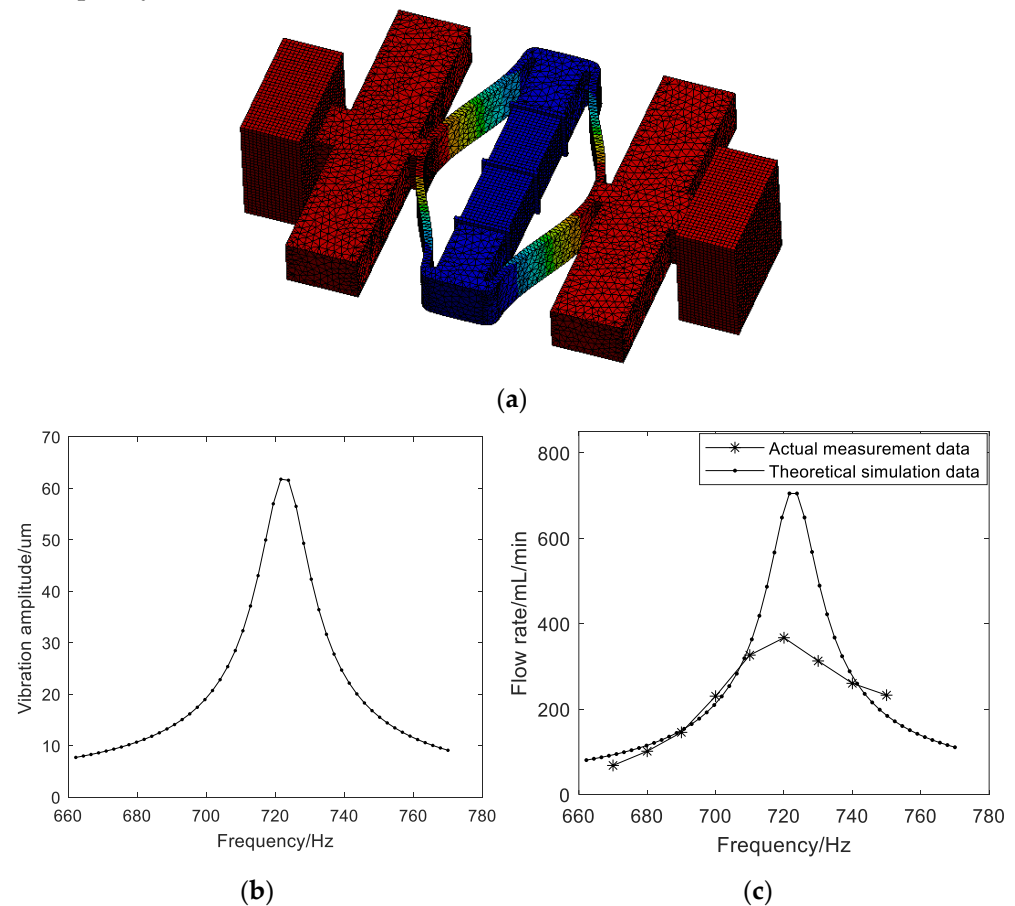 (a)
70
60
50
40
30
20
10
0
660 680 700 720 740 760 780
Vibration amplitude/um
Frequency/Hz
(b)
800
600
400
200
0
660 680 700 720 740 760 780
Flow rate/mL/min
Frequency/Hz
Actual measurement data
Theoretical simulation data
(c)